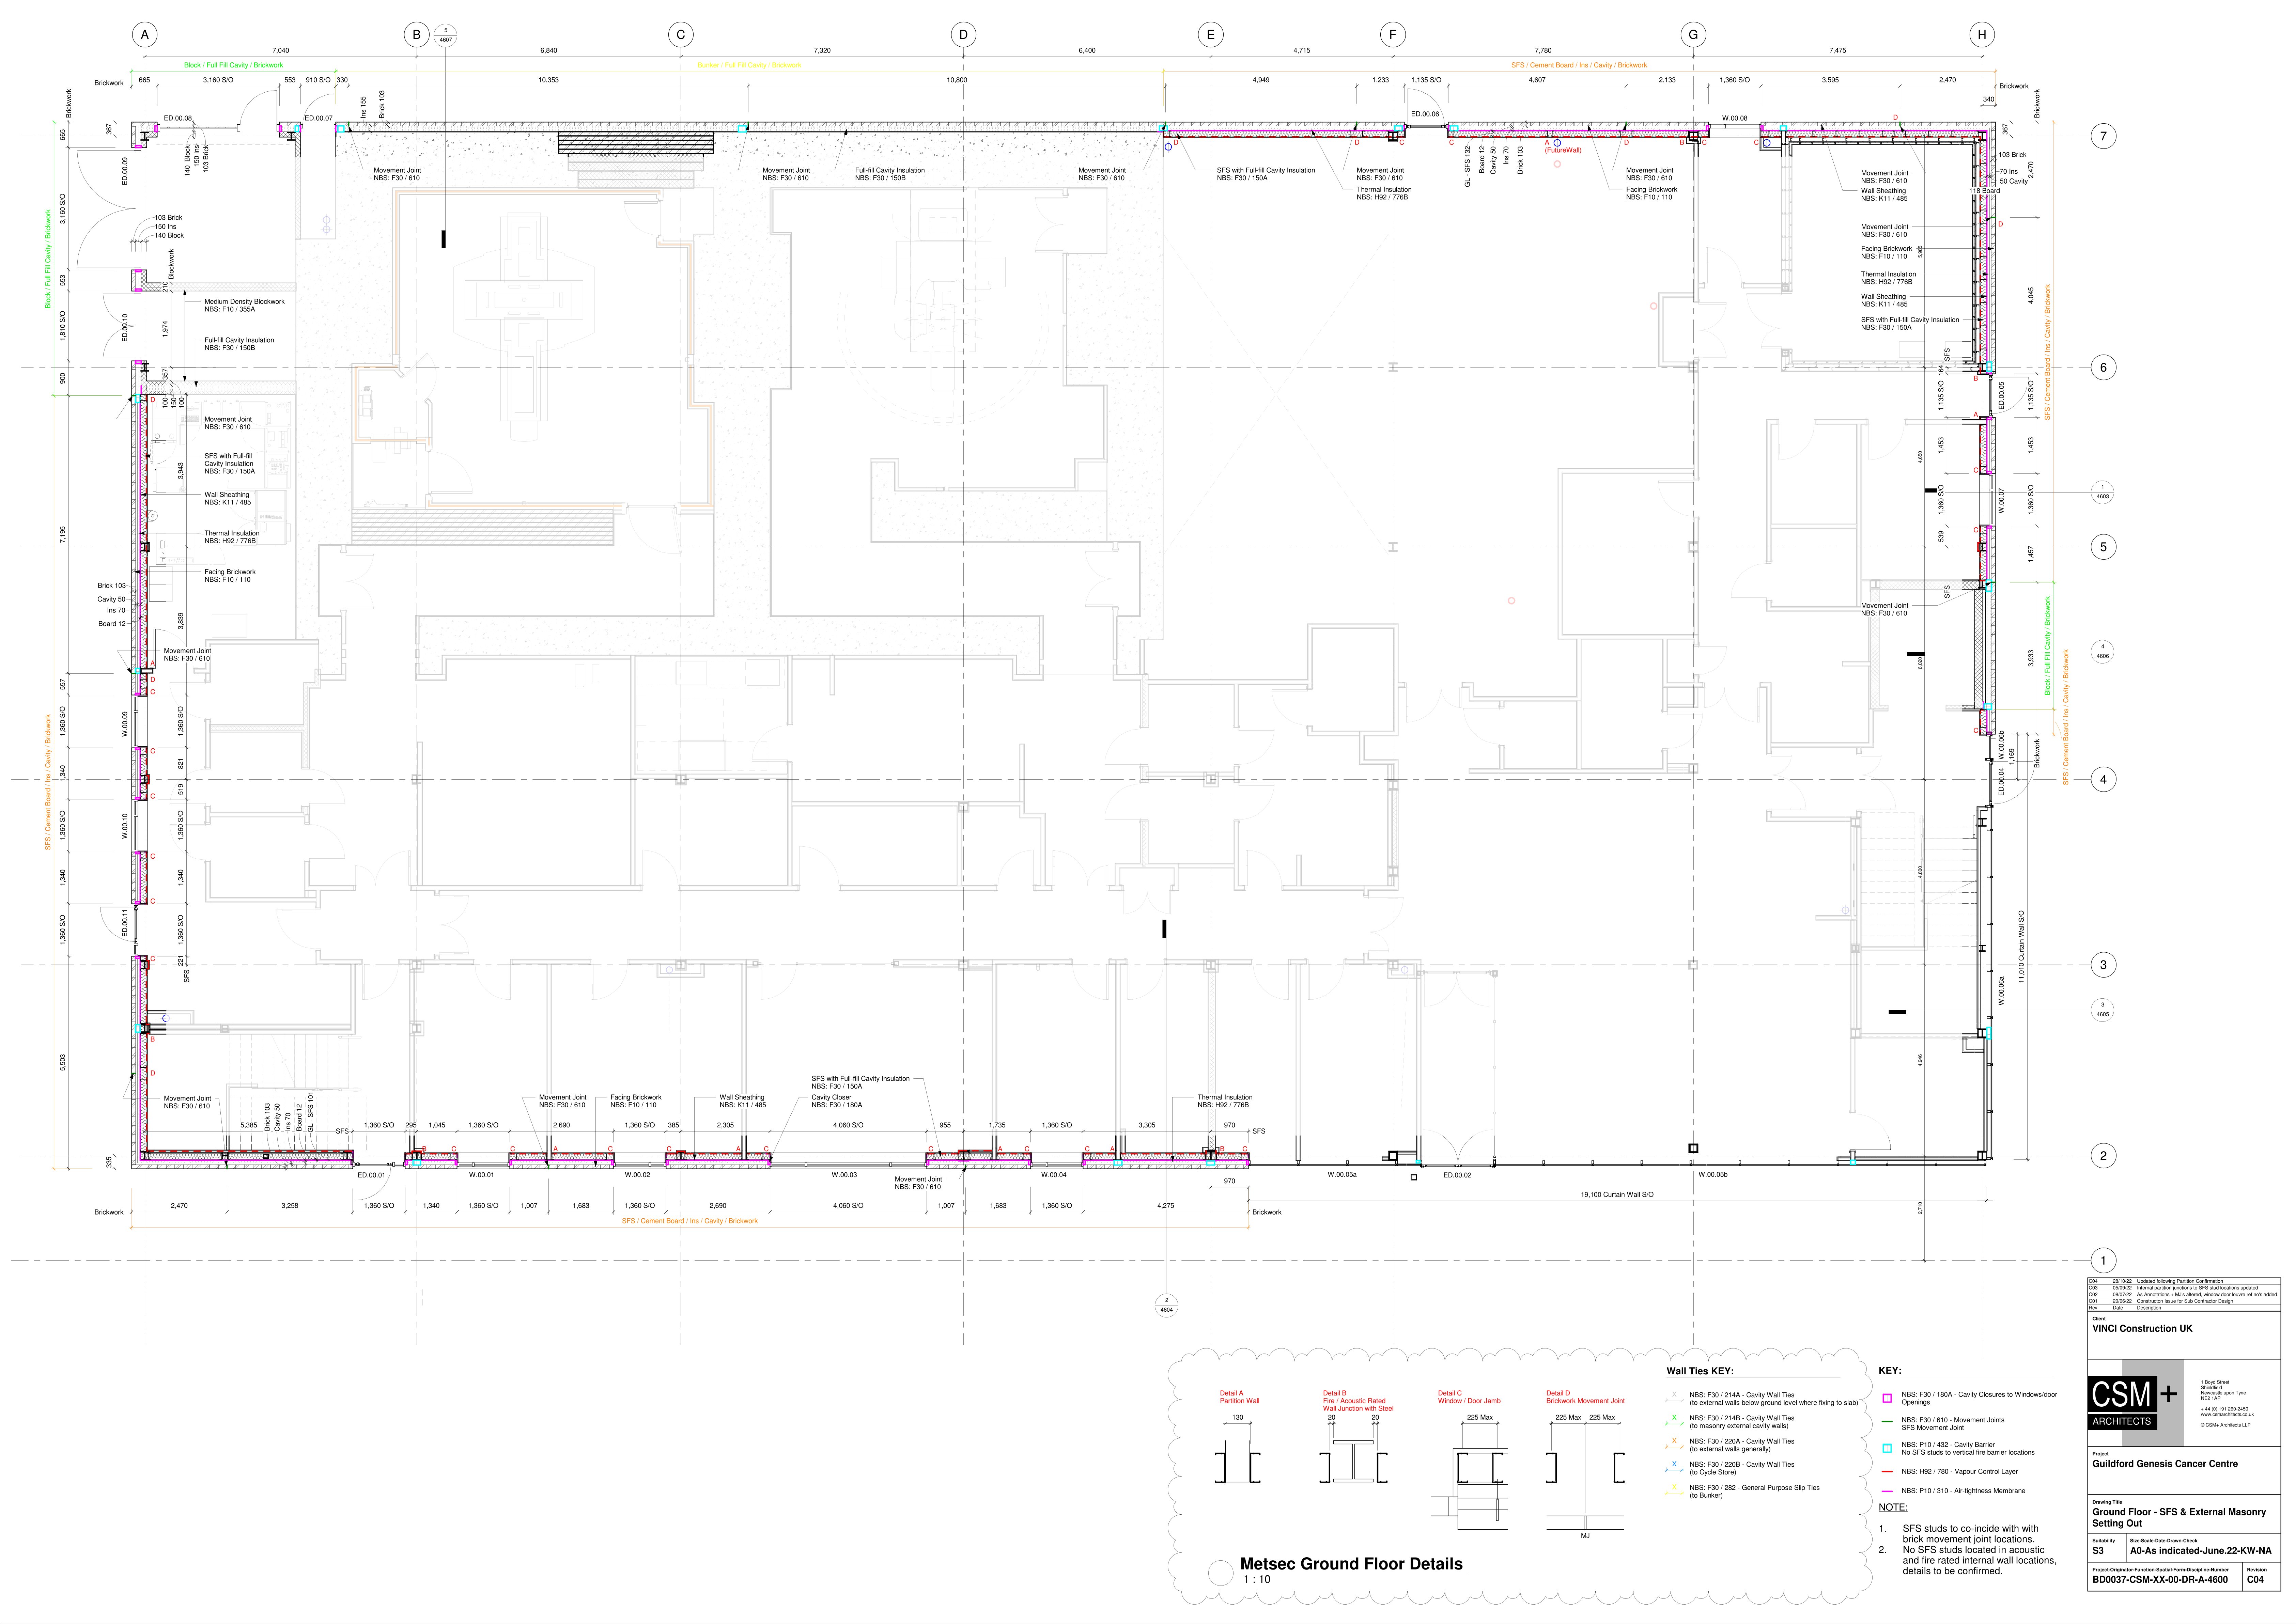 A
B
5
4607
C
D
E
F
G
H
7,040
6,840
7,320
6,400
4,715
7,780
7,475
Block / Full Fill Cavity / Brickwork
Bunker / Full Fill Cavity / Brickwork
SFS / Cement Board / Ins / Cavity / Brickwork
Brickwork
665
3,160 S/O
553
910 S/O
330
10,353
10,800
4,949
1,233
1,135 S/O
4,607
2,133
1,360 S/O
3,595
2,470
Brickwork
340
Brickwork
665
367
ED.00.08
ED.00.07
Ins 155
Brick 103
ED.00.06
W.00.08
D
367
Brickwork
7
140 Block
150 Ins
103 Brick
ED.00.09
Movement Joint
NBS: F30 / 610
Movement Joint
NBS: F30 / 610
Full-fill Cavity Insulation
NBS: F30 / 150B
Movement Joint
NBS: F30 / 610
D
SFS with Full-fill Cavity Insulation
NBS: F30 / 150A
D
C
Movement Joint
NBS: F30 / 610
Thermal Insulation
NBS: H92 / 776B
C
GL - SFS 132
Board 12
Cavity 50
Ins 70
Brick 103
A
(FutureWall)
D
B
C
C
Movement Joint
NBS: F30 / 610
Facing Brickwork
NBS: F10 / 110
Movement Joint
NBS: F30 / 610
Wall Sheathing
NBS: K11 / 485
103 Brick
70 Ins
50 Cavity
118 Board
2,470
D
3,160 S/O
Block / Full Fill Cavity / Brickwork
103 Brick
150 Ins
140 Block
Movement Joint
NBS: F30 / 610
Facing Brickwork
NBS: F10 / 110
5,985
Thermal Insulation
NBS: H92 / 776B
Wall Sheathing
NBS: K11 / 485
SFS with Full-fill Cavity Insulation
NBS: F30 / 150A
4,045
SFS / Cement Board / Ins / Cavity / Brickwork
553
Blockwork
210
Medium Density Blockwork
NBS: F10 / 355A
1,810 S/O
ED.00.10
1,974
Full-fill Cavity Insulation
NBS: F30 / 150B
SFS
164
6
900
357
B
ED.00.05
1,135 S/O
1,135 S/O
D
100
150
100
A
Movement Joint
NBS: F30 / 610
SFS with Full-fill
Cavity Insulation
NBS: F30 / 150A
3,943
4,650
1,453
1,453
C
Wall Sheathing
NBS: K11 / 485
1
4603
1,360 S/O
W.00.07
1,360 S/O
Thermal Insulation
NBS: H92 / 776B
7,195
C
539
5
1,457
Facing Brickwork
NBS: F10 / 110
Brick 103
Cavity 50
Ins 70
Board 12
3,839
SFS
Movement Joint
NBS: F30 / 610
Block / Full Fill Cavity / Brickwork
Movement Joint
NBS: F30 / 610
A
D
C
557
6,020
3,933
4
4606
SFS / Cement Board / Ins / Cavity / Brickwork
1,360 S/O
W.00.09
1,360 S/O
C
W.00.06b
1,169
Brickwork
C
821
1,340
519
C
ED.00.04
4
SFS / Cement Board / Ins / Cavity / Brickwork
1,360 S/O
W.00.10
1,360 S/O
C
1,340
1,340
C
4,800
1,360 S/O
ED.00.11
1,360 S/O
11,010 Curtain Wall S/O
C
221
SFS
3
W.00.06a
3
4605
B
5,503
D
4,946
Movement Joint
NBS: F30 / 610
5,385
Brick 103
Cavity 50
Ins 70
Board 12
GL - SFS 101
SFS
1,360 S/O
295
1,045
1,360 S/O
2,690
1,360 S/O
385
2,305
4,060 S/O
955
1,735
1,360 S/O
3,305
970
SFS
Movement Joint
NBS: F30 / 610
Facing Brickwork
NBS: F10 / 110
Wall Sheathing
NBS: K11 / 485
SFS with Full-fill Cavity Insulation
NBS: F30 / 150A
Cavity Closer
NBS: F30 / 180A
Thermal Insulation
NBS: H92 / 776B
B
C
C
A
C
C
A
C
C
A
C
C
A
B
C
335
2
ED.00.01
W.00.01
W.00.02
W.00.03
W.00.04
W.00.05a
ED.00.02
W.00.05b
Movement Joint
NBS: F30 / 610
970
19,100 Curtain Wall S/O
Brickwork
2,470
3,258
1,360 S/O
1,340
1,360 S/O
1,007
1,683
1,360 S/O
2,690
4,060 S/O
1,007
1,683
1,360 S/O
4,275
Brickwork
2,710
SFS / Cement Board / Ins / Cavity / Brickwork
1
2
4604
Detail A
Partition Wall
130
Detail B
Fire / Acoustic Rated
Wall Junction with Steel
20
20
Detail C
Window / Door Jamb
225 Max
Detail D
Brickwork Movement Joint
225 Max
225 Max
MJ
Metsec Ground Floor Details
1 : 10
Wall Ties KEY:
X
NBS: F30 / 214A - Cavity Wall Ties
(to external walls below ground level where fixing to slab)
X
NBS: F30 / 214B - Cavity Wall Ties
(to masonry external cavity walls)
X
NBS: F30 / 220A - Cavity Wall Ties
(to external walls generally)
X
NBS: F30 / 220B - Cavity Wall Ties
(to Cycle Store)
X
NBS: F30 / 282 - General Purpose Slip Ties
(to Bunker)
KEY:
NBS: F30 / 180A - Cavity Closures to Windows/door
Openings
NBS: F30 / 610 - Movement Joints
SFS Movement Joint
NBS: P10 / 432 - Cavity Barrier
No SFS studs to vertical fire barrier locations
NBS: H92 / 780 - Vapour Control Layer
NBS: P10 / 310 - Air-tightness Membrane
NOTE:
1. SFS studs to co-incide with with
brick movement joint locations.
2. No SFS studs located in acoustic
and fire rated internal wall locations,
details to be confirmed.
C04 28/10/22 Updated following Partition Confirmation
C03 05/09/22 Internal partition junctions to SFS stud locations updated
C02 08/07/22 As Annotations + MJ's altered, window door louvre ref no's added
C01 20/06/22 Construction Issue for Sub Contractor Design
Rev Date Description
Client
VINCI Construction UK
CSM +
ARCHITECTS
1 Boyd Street
Shieldfield
Newcastle upon Tyne
NE2 1AP
+ 44 (0) 191 260-2450
www.csmarchitects.co.uk
© CSM+ Architects LLP
Project
Guildford Genesis Cancer Centre
Drawing Title
Ground Floor - SFS & External Masonry
Setting Out
Suitability
S3
Size-Scale-Date-Drawn-Check
A0-As indicated-June.22-KW-NA
Project-Originator-Function-Spatial-Form-Discipline-Number
BD0037-CSM-XX-00-DR-A-4600
Revision
C04